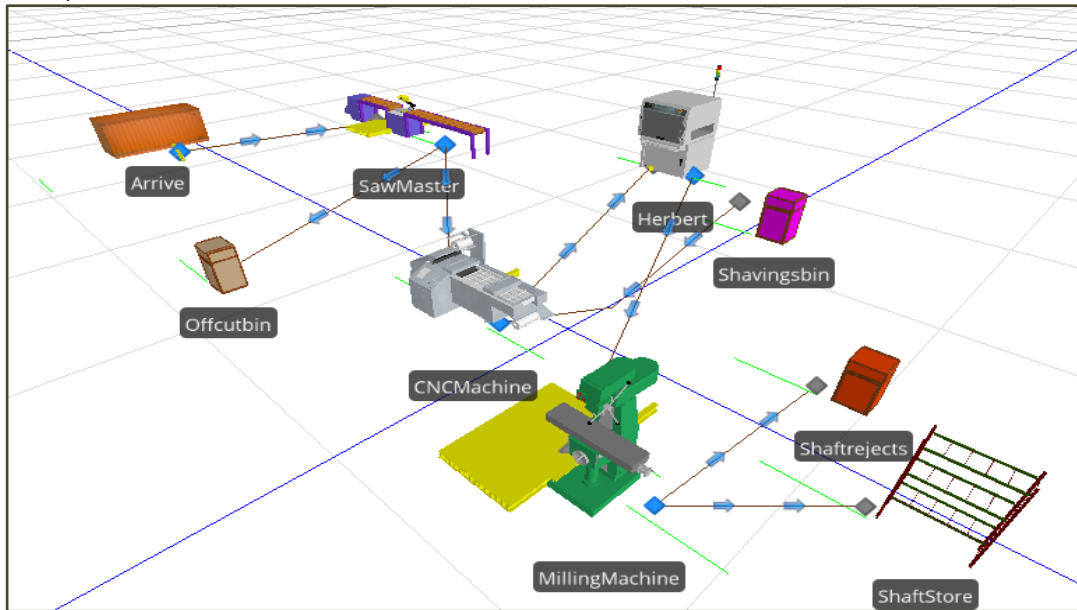 Arrive
SawMaster
Herbert
Shavingsbin
Offcutbin
CNCMachine
Shaftrejects
MillingMachine
ShaftStore